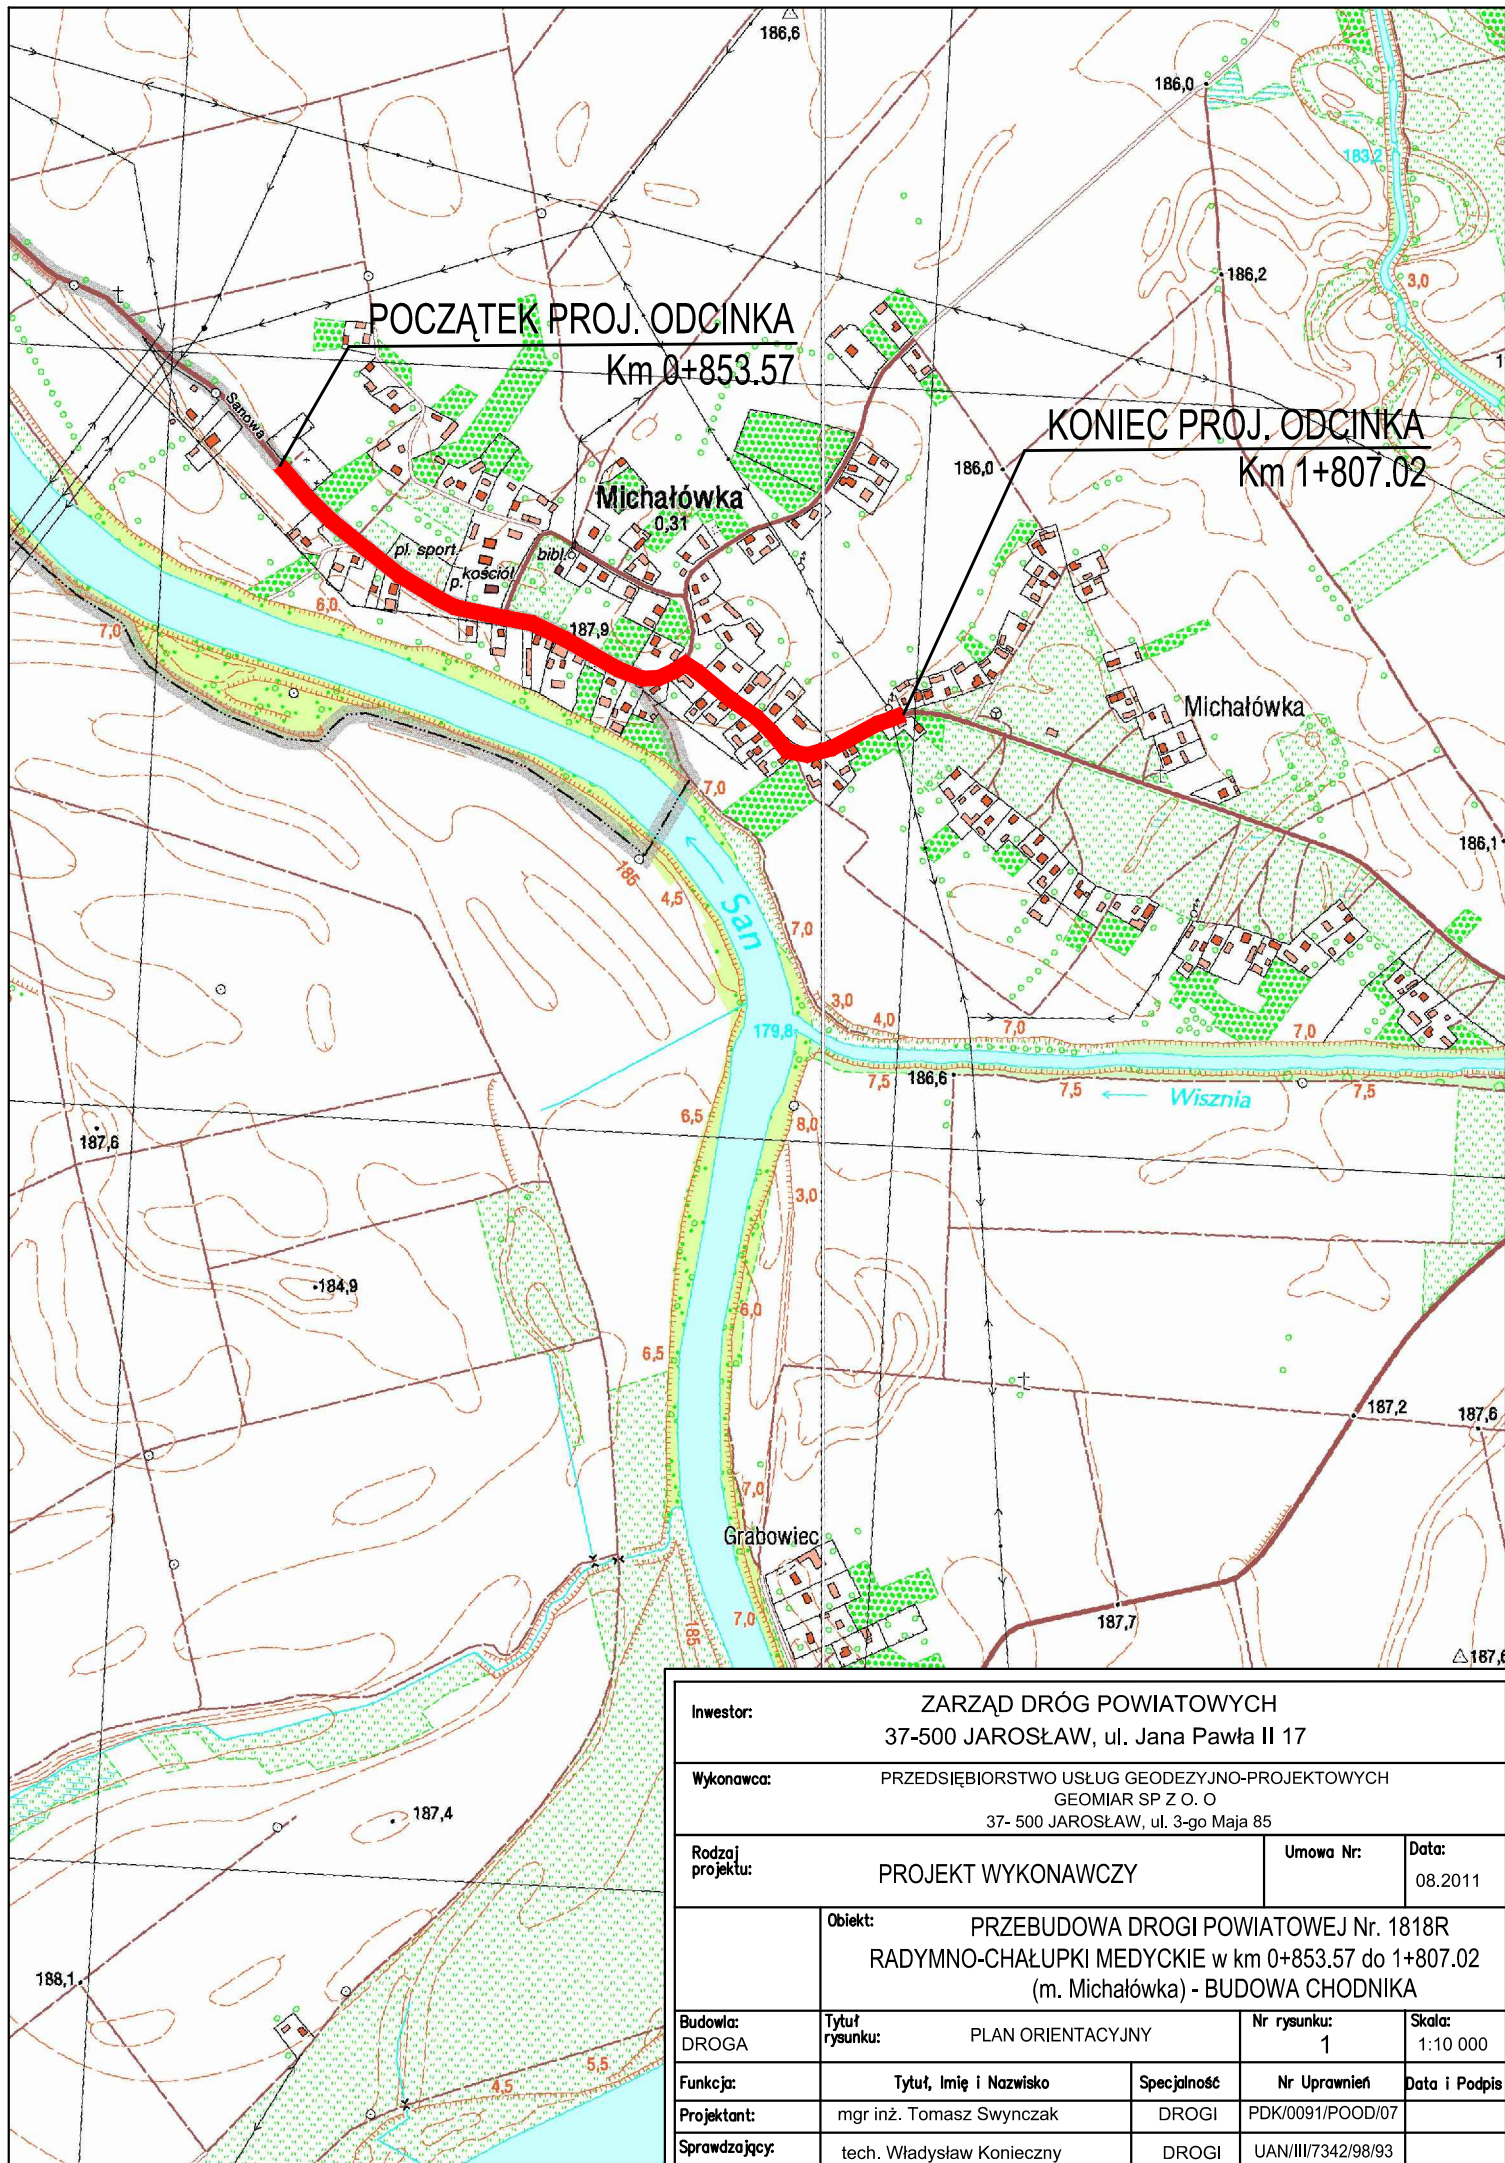 186,6
186,0
183,2
186,2
3,0
POCZĄTEK PROJ. ODCINKA
Km 0+853.57
Sanowa
KONIEC PROJ. ODCINKA
Km 1+807.02
186,0
Michałówka
0,31
pl. sport.
bibl.
p. kościół
6,0
7,0
187,9
Michałówka
7,0
186,1
185
4,5
San
7,0
3,0
4,0
7,0
7,0
179,8
7,5
186,6
7,5
Wisznia
7,5
6,5
8,0
187,6
3,0
184,9
6,0
6,5
187,2
187,6
7,0
Grabowiec
7,0
185
187,7
187,6
187,4
188,1
5,5
4,5
Inwestor:
ZARZĄD DRÓG POWIATOWYCH
37-500 JAROSŁAW, ul. Jana Pawła II 17
Wykonawca:
PRZEDSIĘBIORSTWO USŁUG GEODEZYJNO-PROJEKTOWYCH
GEOMIAR SP Z O. O
37- 500 JAROSŁAW, ul. 3-go Maja 85
Rodzaj
projektu:
PROJEKT WYKONAWCZY
Umowa Nr:
Data:
08.2011
Obiekt:
PRZEBUDOWA DROGI POWIATOWEJ Nr. 1818R
RADYMNO-CHAŁUPKI MEDYCKIE w km 0+853.57 do 1+807.02
(m. Michałówka) - BUDOWA CHODNIKA
Budowla:
DROGA
Tytuł
rysunku:
PLAN ORIENTACYJNY
Nr rysunku:
1
Skala:
1:10 000
Funkcja:
Tytuł, Imię i Nazwisko
Specjalność
Nr Uprawnień
Data i Podpis
Projektant:
mgr inż. Tomasz Swynczak
DROGI
PDK/0091/POOD/07
Sprawdzający:
tech. Władysław Konieczny
DROGI
UAN/III/7342/98/93